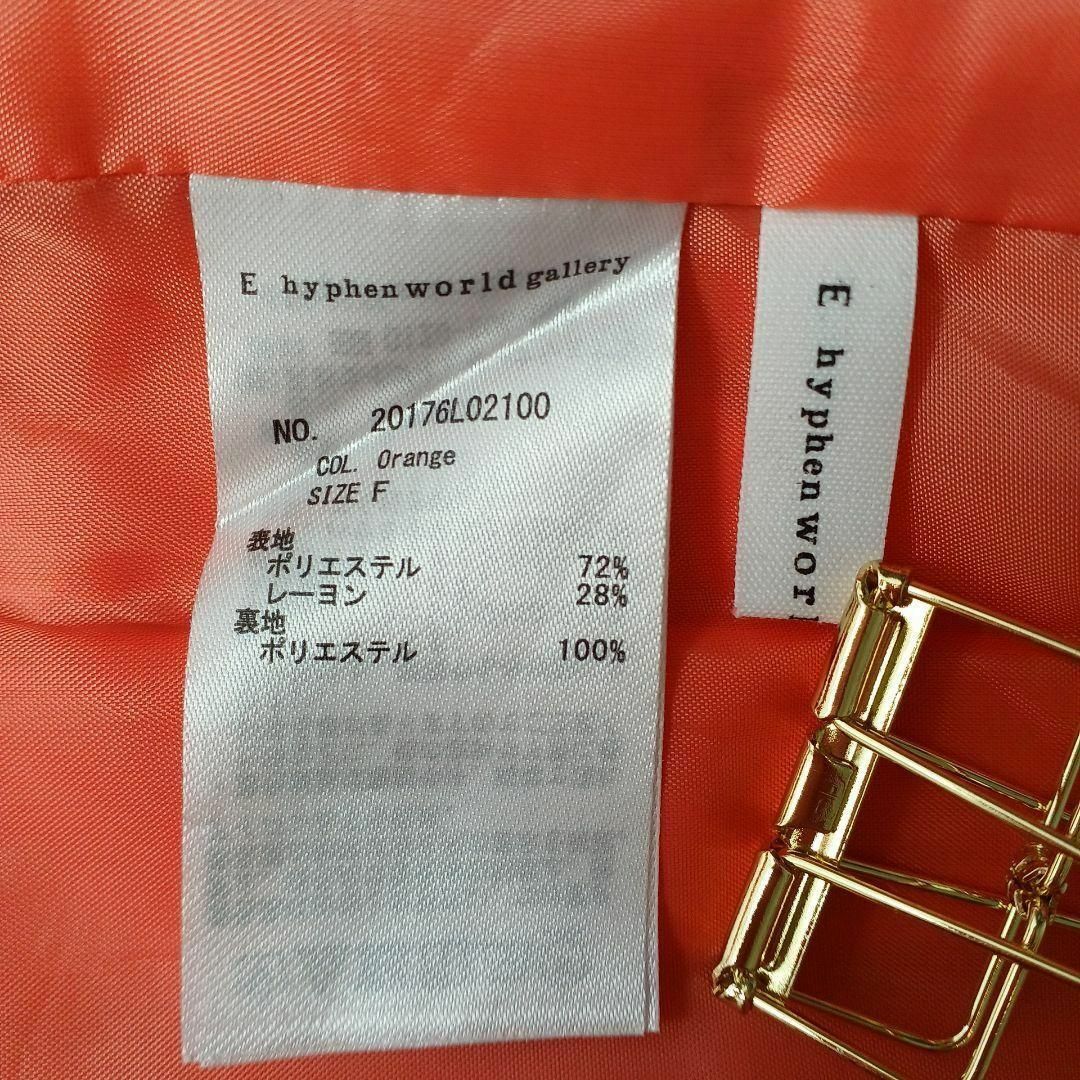 E hyphen world gallery
NO. 20176L02100
COL. Orange
SIZE F
表地
ポリエステル 72%
レーヨン 28%
裏地
ポリエステル 100%
E hyphen worl